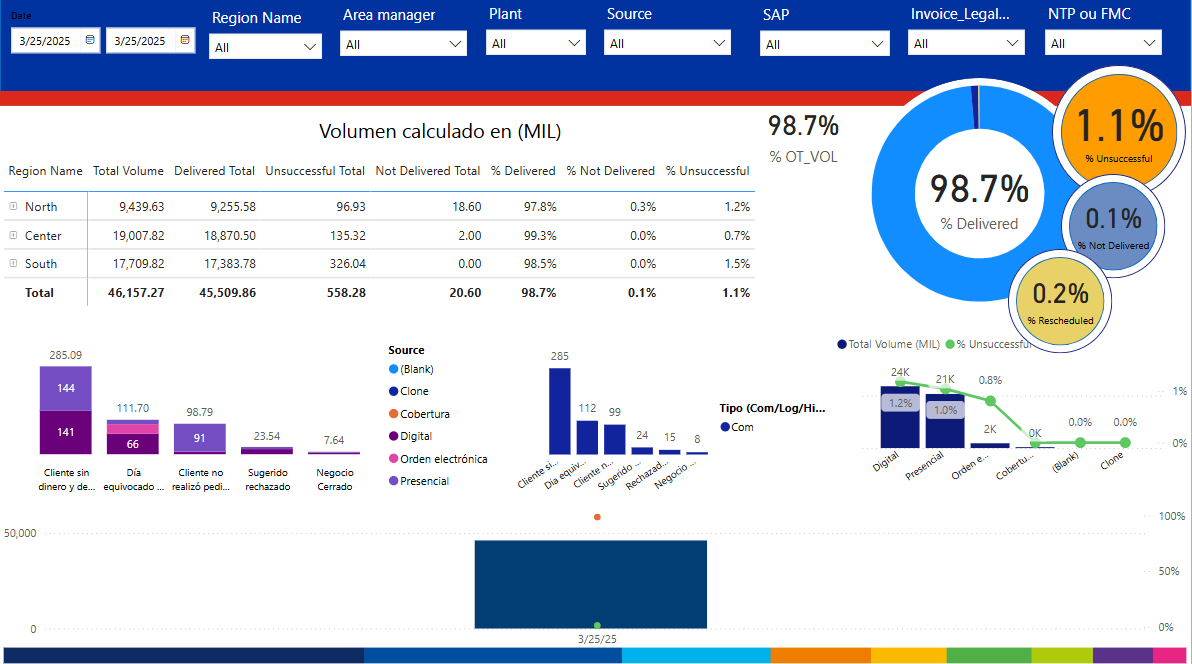 Date
3/25/2025
3/25/2025
Region Name
All
Area manager
All
Plant
All
Source
All
SAP
All
Invoice_Legal...
All
NTP ou FMC
All
Volumen calculado en (MIL)
Region Name Total Volume Delivered Total Unsuccessful Total Not Delivered Total % Delivered % Not Delivered % Unsuccessful
North 9,439.63 9,255.58 96.93 18.60 97.8% 0.3% 1.2%
Center 19,007.82 18,870.50 135.32 2.00 99.3% 0.0% 0.7%
South 17,709.82 17,383.78 326.04 0.00 98.5% 0.0% 1.5%
Total 46,157.27 45,509.86 558.28 20.60 98.7% 0.1% 1.1%
98.7%
% OT_VOL
98.7%
% Delivered
1.1%
% Unsuccessful
0.1%
% Not Delivered
0.2%
% Rescheduled
285.09
144
141
111.70
66
98.79
91
23.54
7.64
Cliente sin
dinero y de...
Día
equivocado ...
Cliente no
realizó pedi...
Sugerido
rechazado
Negocio
Cerrado
Source
(Blank)
Clone
Cobertura
Digital
Orden electrónica
Presencial
285
112
99
24
15
8
Cliente si...
Día equiv...
Cliente n...
Sugerido ...
Rechazad...
Negocio ...
Tipo (Com/Log/Hi...
Com
Total Volume (MIL) % Unsuccessful
24K
21K
0.8%
1.2%
1.0%
2K
0K
0.0%
0.0%
1%
0%
Digital
Presencial
Orden e...
Cobertu...
(Blank)
Clone
50,000
0
100%
50%
0%
3/25/25